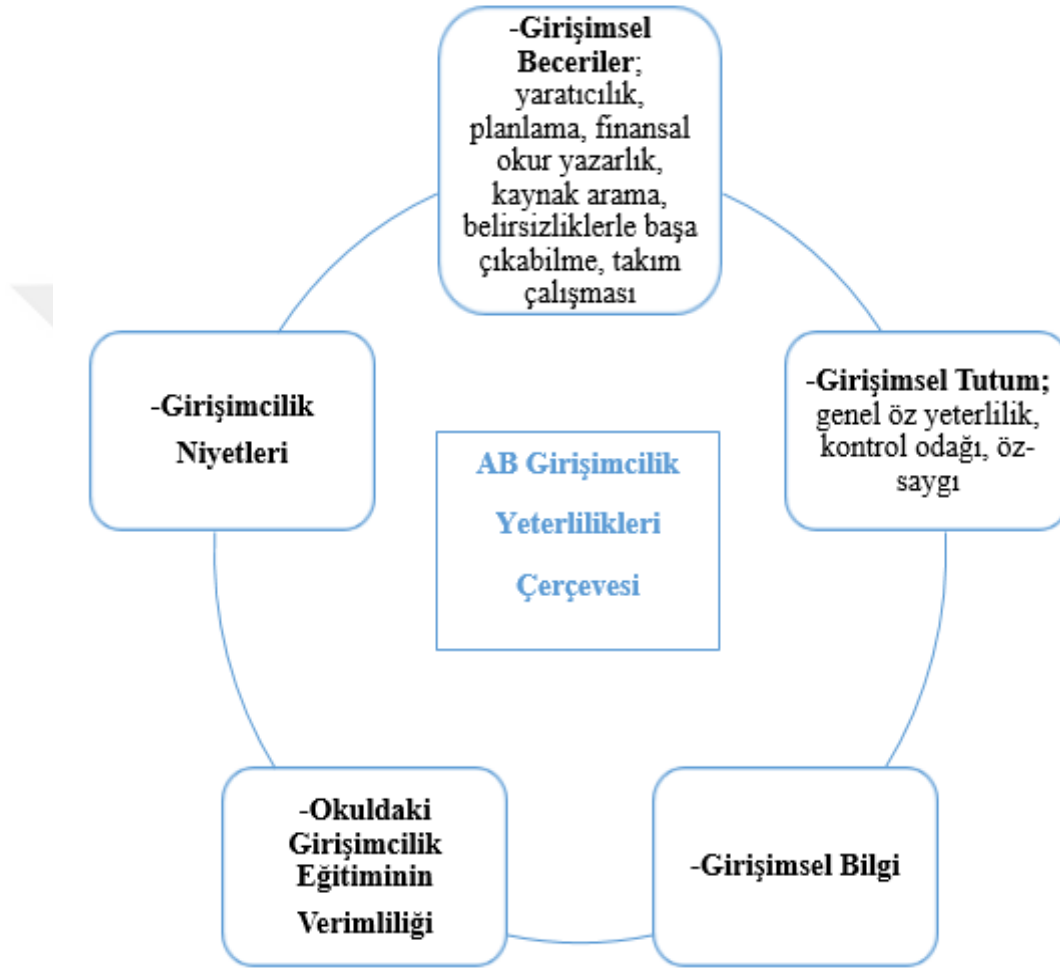 -Girişimsel
Beceriler;
yaratıcılık,
planlama, finansal
okur yazarlık,
kaynak arama,
belirsizliklerle başa
çıkabilme, takım
çalışması
-Girişimsel Tutum;
genel öz yeterlilik,
kontrol odağı, öz-
saygı
-Girişimsel Bilgi
-Okuldaki
Girişimcilik
Eğitiminin
Verimliliği
-Girişimcilik
Niyetleri
AB Girişimcilik
Yeterlilikleri
Çerçevesi